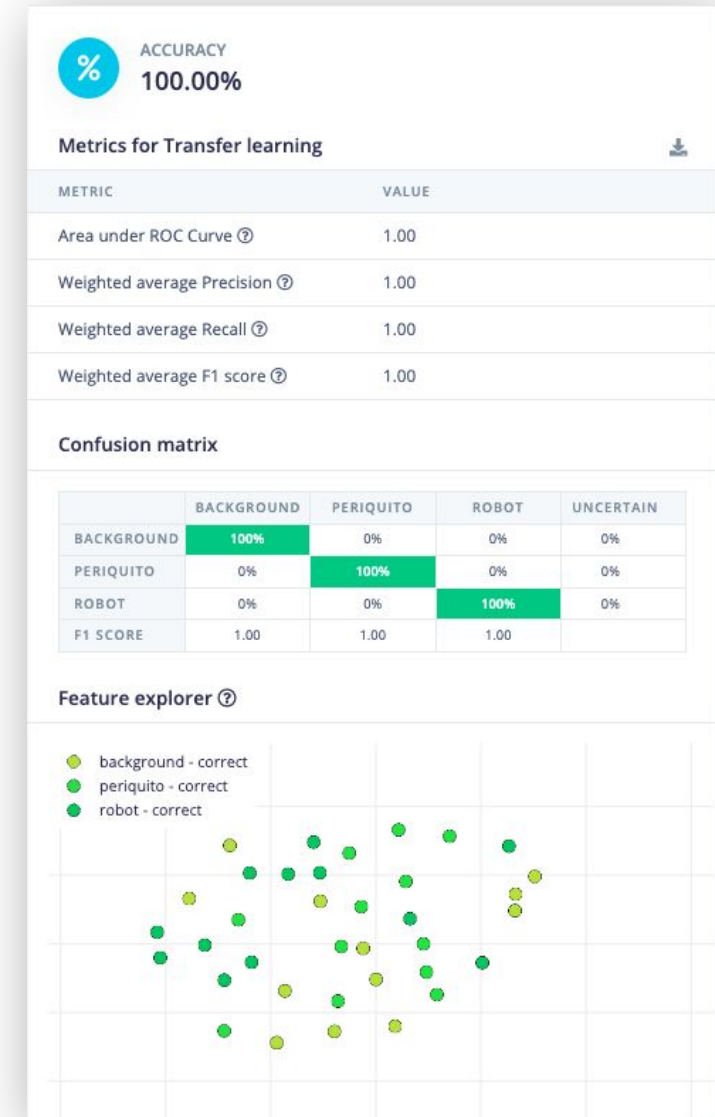 %
ACCURACY
100.00%
Metrics for Transfer learning
METRIC VALUE
Area under ROC Curve ? 1.00
Weighted average Precision ? 1.00
Weighted average Recall ? 1.00
Weighted average F1 score ? 1.00
Confusion matrix
BACKGROUND PERIQUITO ROBOT UNCERTAIN
BACKGROUND 100% 0% 0% 0%
PERIQUITO 0% 100% 0% 0%
ROBOT 0% 0% 100% 0%
F1 SCORE 1.00 1.00 1.00
Feature explorer ?
background - correct
periquito - correct
robot - correct